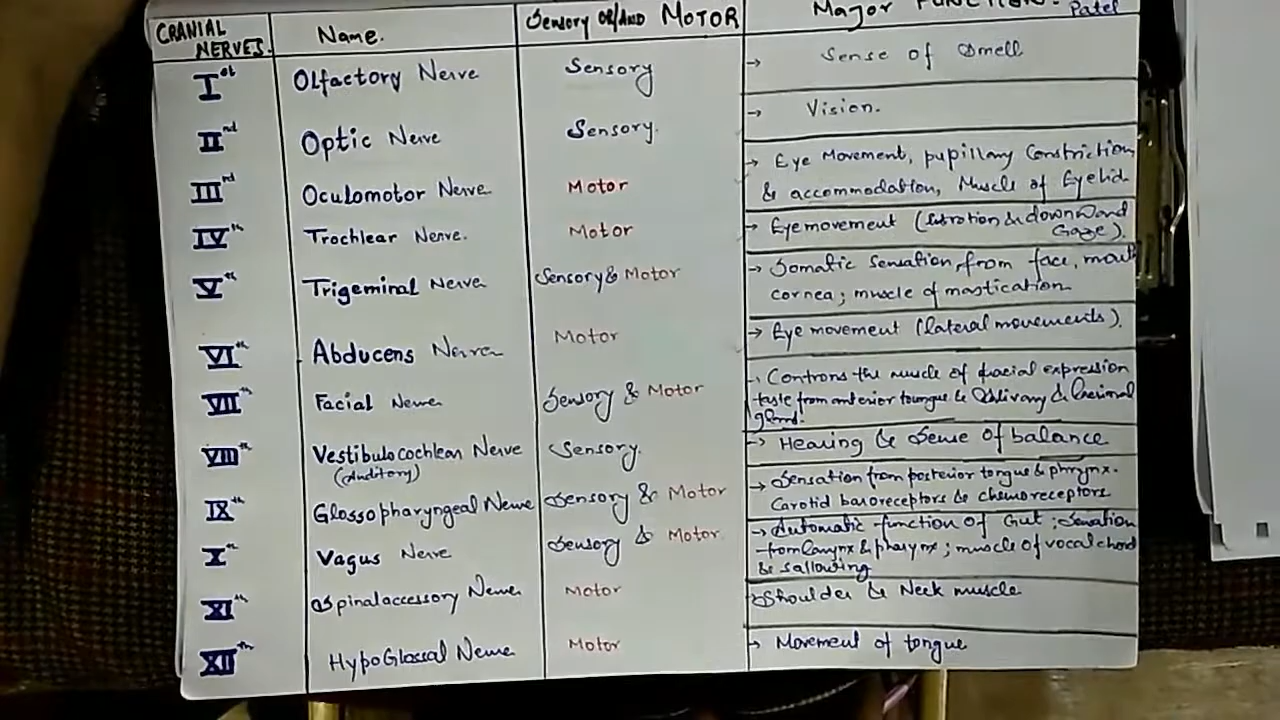 CRANIAL NERVES. Name. Sensory OR/AND MOTOR Major FUNCTION.
Patel
Ist Olfactory Nerve Sensory → Sense of Smell
IInd Optic Nerve Sensory. → Vision.
IIIrd Oculomotor Nerve Motor → Eye Movement, pupillary Constriction
& accommodation, Muscle of Eyelid
IVth Trochlear Nerve. Motor → Eye movement (& downward
Gaze).
Vth Trigeminal Nerve Sensory & Motor → Somatic Sensation from face, mouth
cornea; muscle of mastication
VIth Abducens Nerve Motor → Eye movement (lateral movements).
VIIth Facial Nerve Sensory & Motor → Controns the muscle of facial expression
taste from anterior toungue & Salivary &
gland.
VIIIth Vestibulocochlear Nerve Sensory. → Hearing & Sense of balance
(Auditory)
IXth Glossopharyngeal Nerve Sensory & Motor → Sensation from posterior tongue & phrynx.
Carotid baroreceptors & chemoreceptors
Xth Vagus Nerve Sensory & Motor → Automatic function of Gut; Sensation
from larynx & pharynx; muscle of vocal chord
& sallowing
XIth Spinal accessory Nerve Motor → Shoulder & Neck muscle
XIIth HypoGlossal Nerve Motor → Movement of tongue